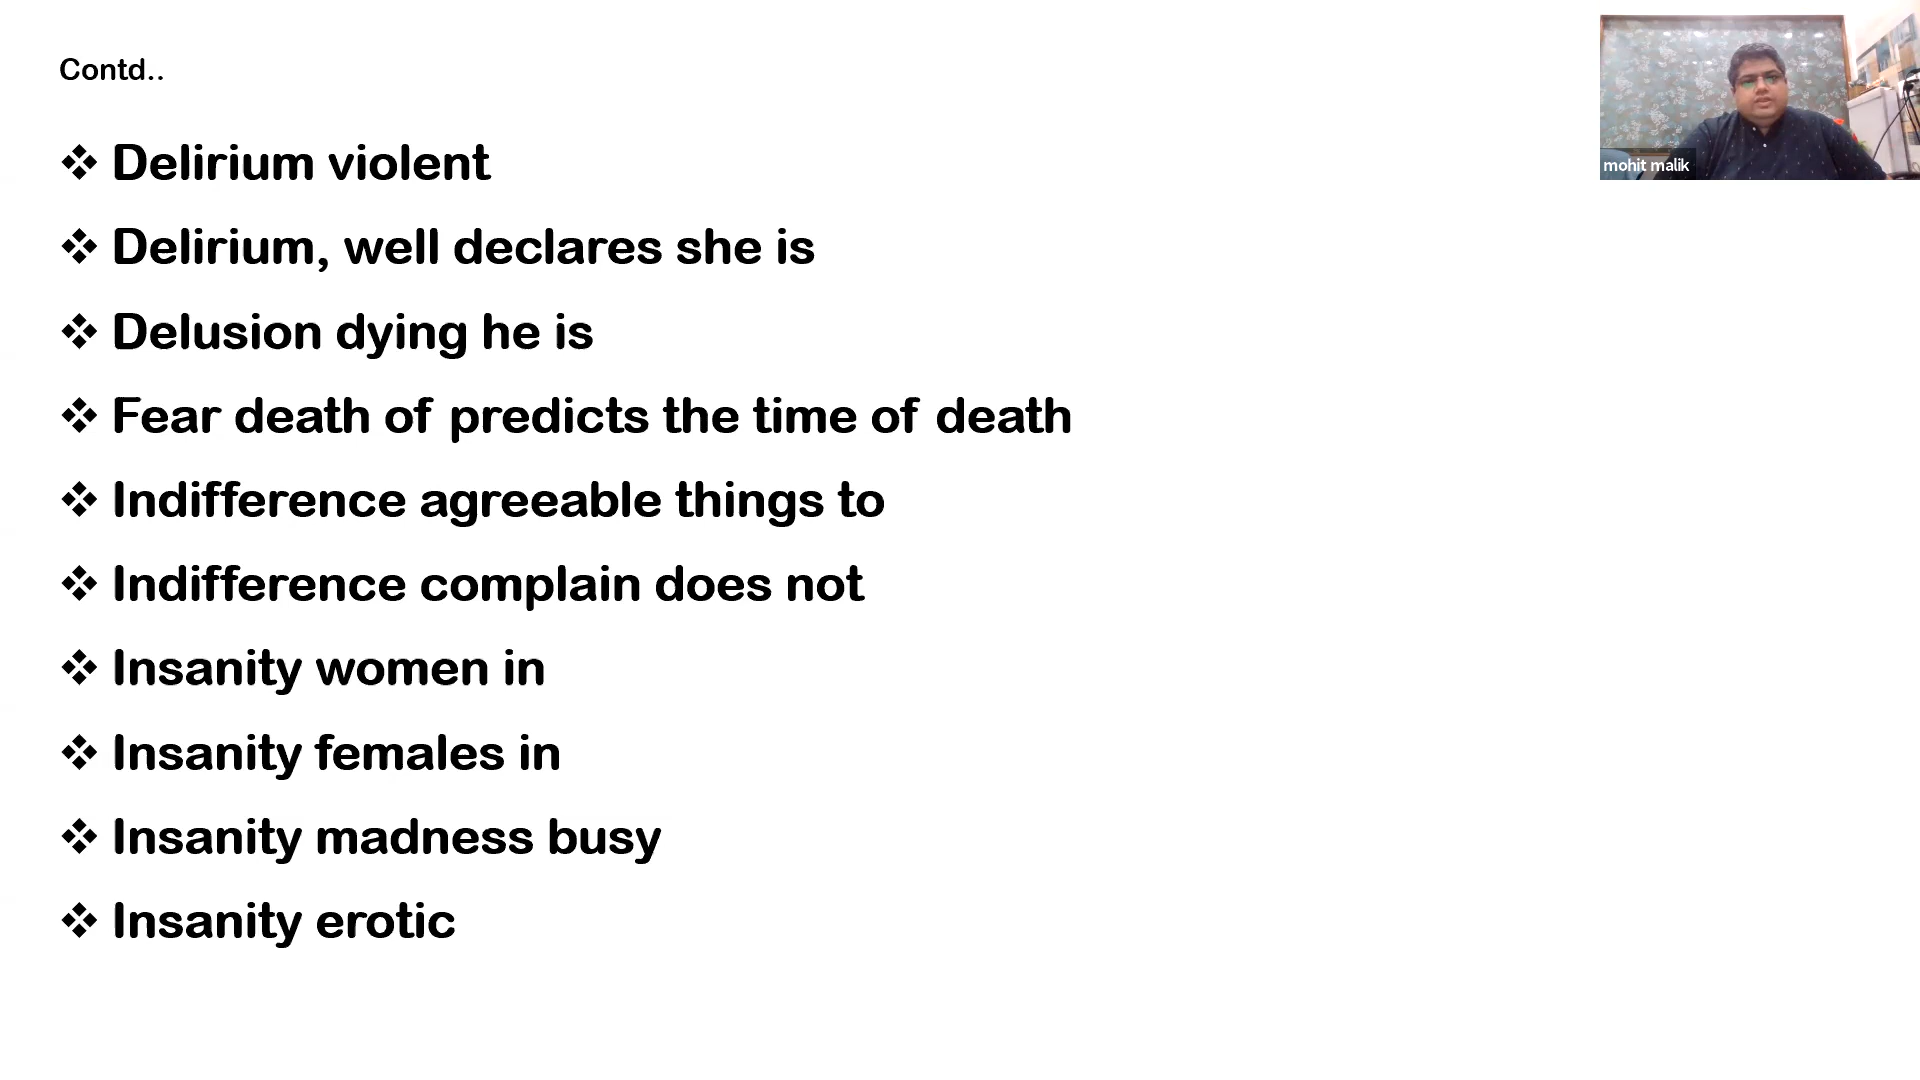 Contd..
Delirium violent
Delirium, well declares she is
Delusion dying he is
Fear death of predicts the time of death
Indifference agreeable things to
Indifference complain does not
Insanity women in
Insanity females in
Insanity madness busy
Insanity erotic
mohit malik